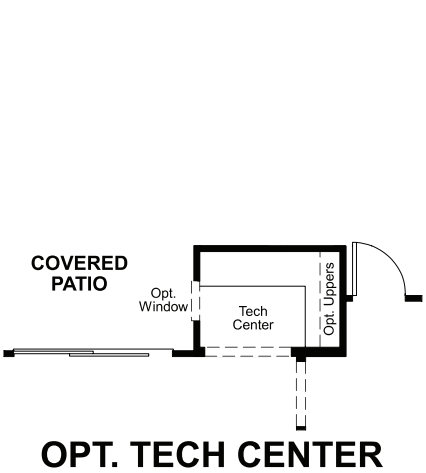 COVERED
PATIO
Opt.
Window
Tech
Center
Opt. Uppers
OPT. TECH CENTER